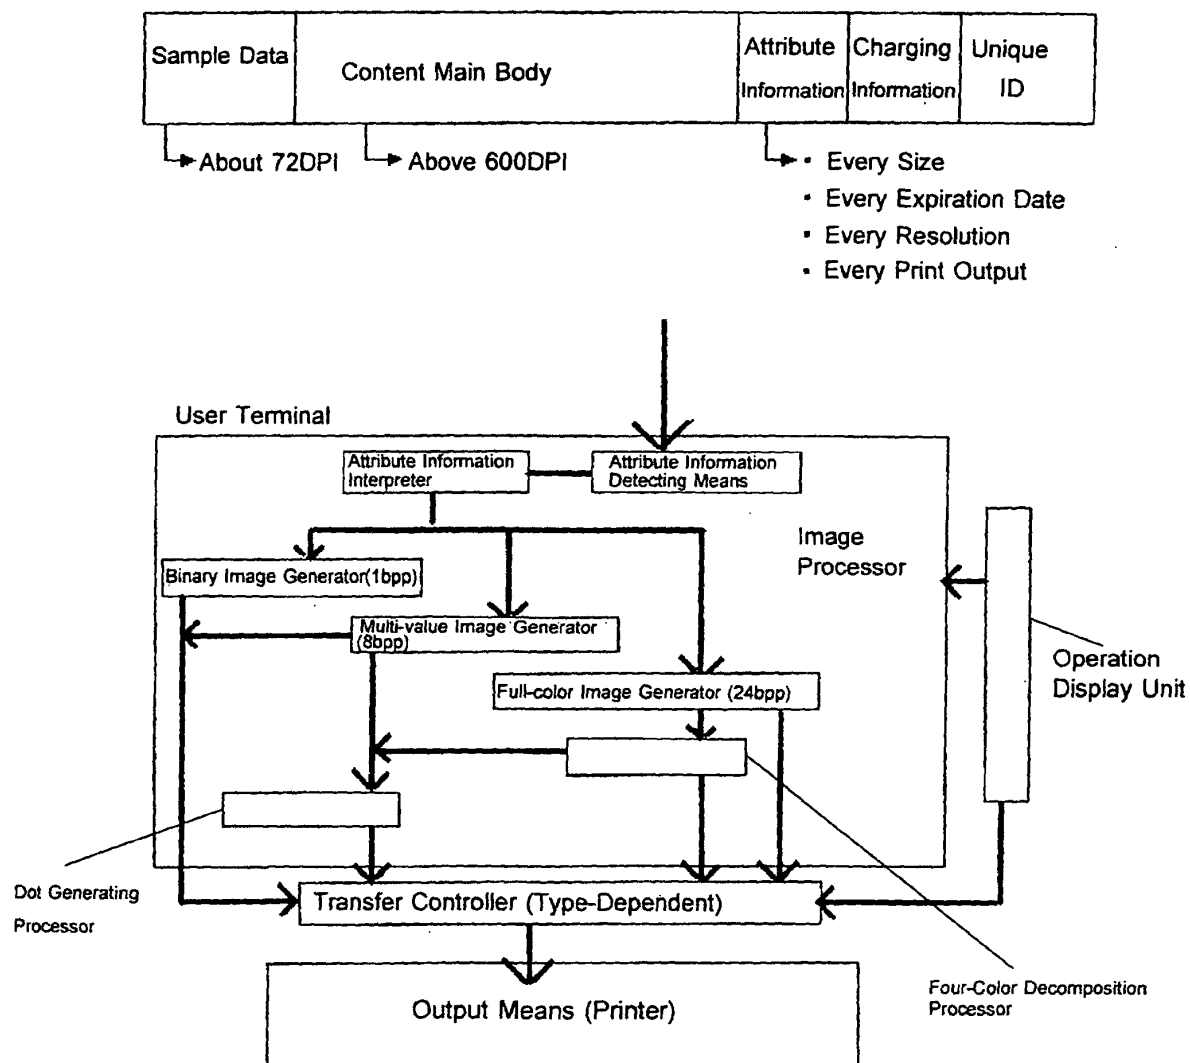 Sample Data
Content Main Body
Attribute
Information
Charging
Information
Unique
ID
About 72DPI
Above 600DPI
· Every Size
· Every Expiration Date
· Every Resolution
· Every Print Output
User Terminal
Attribute Information
Interpreter
Attribute Information
Detecting Means
Image
Processor
Binary Image Generator(1bpp)
Multi-value Image Generator
(8bpp)
Full-color Image Generator (24bpp)
Operation
Display Unit
Dot Generating
Processor
Transfer Controller (Type-Dependent)
Four-Color Decomposition
Processor
Output Means (Printer)